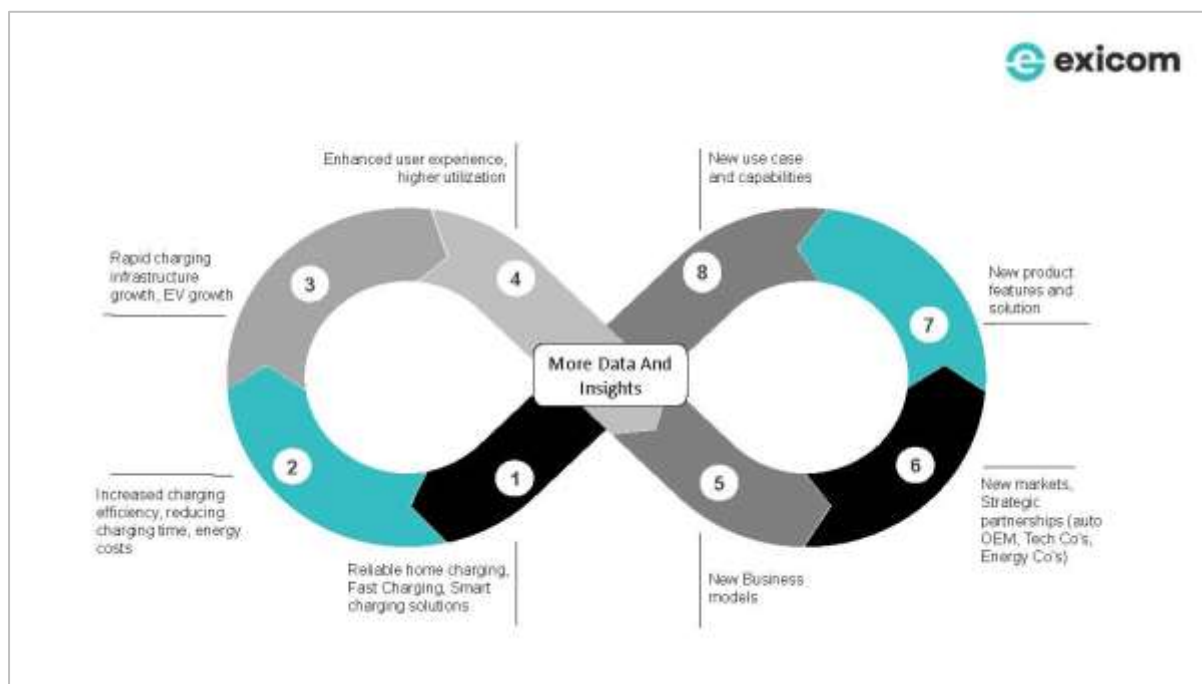 exicom
Enhanced user experience,
higher utilization
New use case
and capabilities
Rapid charging
infrastructure
growth, EV growth
3
4
8
New product
features and
solution
7
More Data And
Insights
2
1
5
6
Increased charging
efficiency, reducing
charging time, energy
costs
Reliable home charging,
Fast Charging, Smart
charging solutions
New Business
models
New markets,
Strategic
partnerships (auto
OEM, Tech Co's,
Energy Co's)